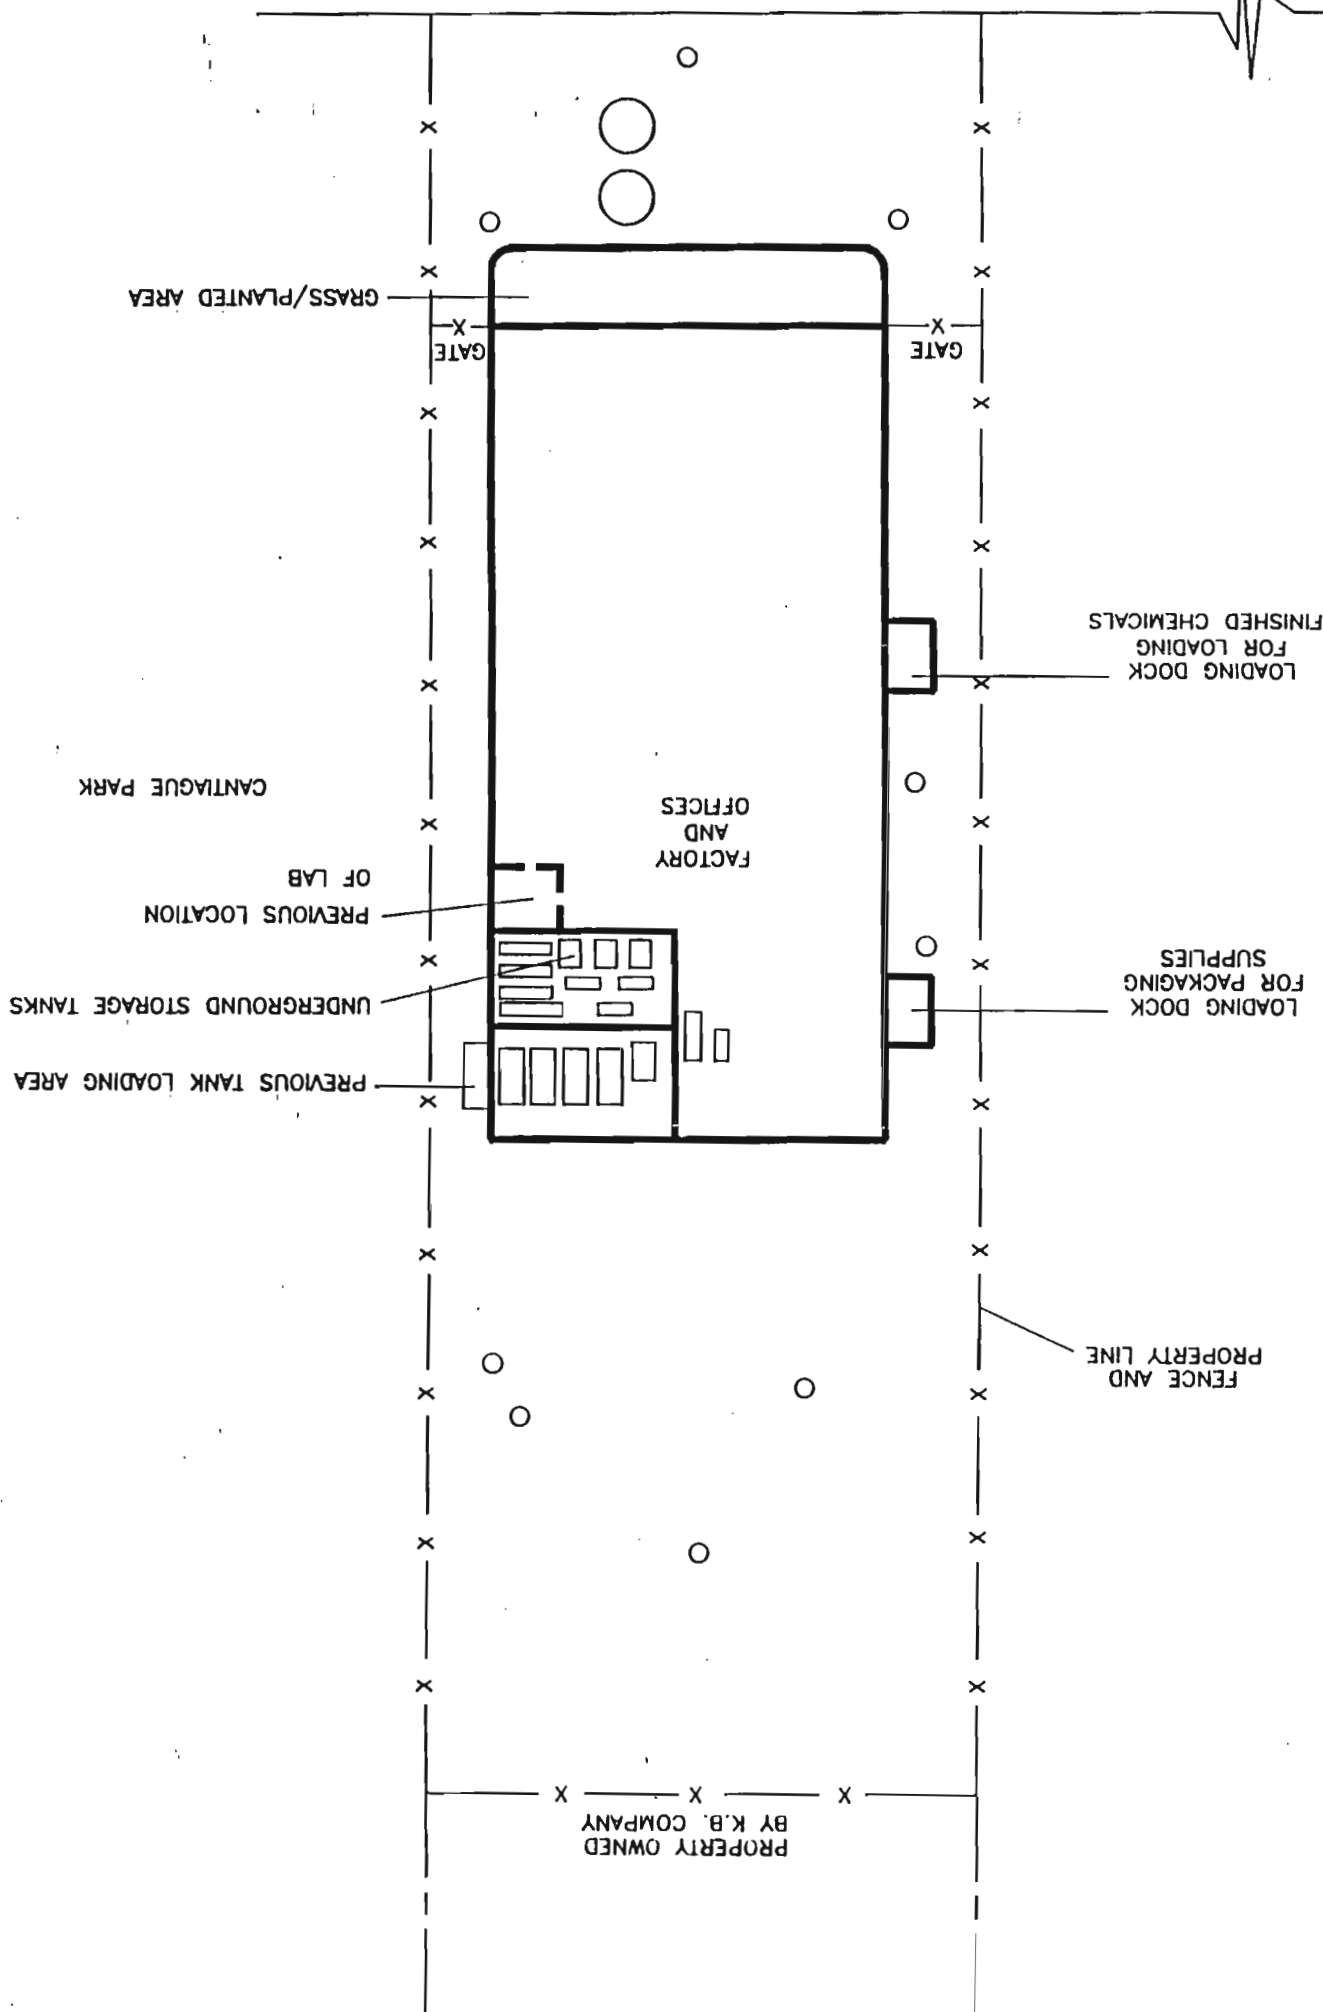 PROPERTY OWNED
BY K.B. COMPANY
FENCE AND
PROPERTY LINE
PREVIOUS TANK LOADING AREA
LOADING DOCK
FOR PACKAGING
SUPPLIES
UNDERGROUND STORAGE TANKS
PREVIOUS LOCATION
OF LAB
FACTORY
AND
OFFICES
CANTIAGUE PARK
LOADING DOCK
FOR LOADING
FINISHED CHEMICALS
GATE
GATE
GRASS/PLANTED AREA